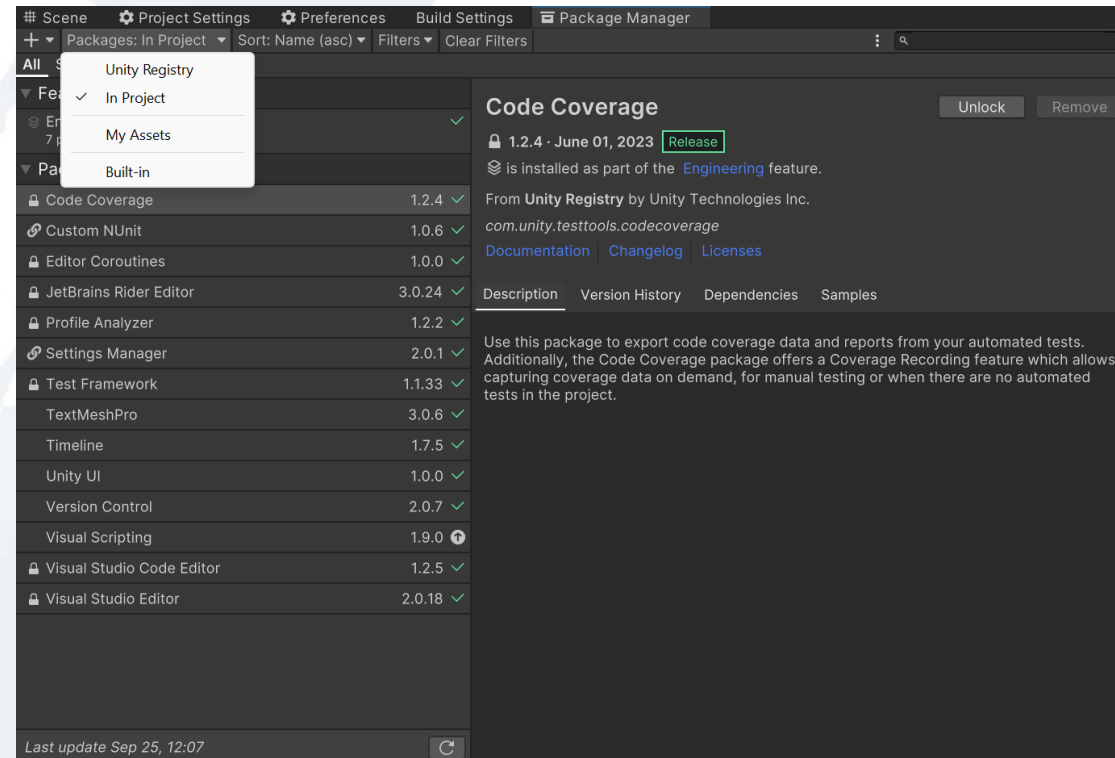 Scene Project Settings Preferences Build Settings Package Manager
Packages: In Project Sort: Name (asc) Filters Clear Filters
All
Unity Registry
In Project
My Assets
Built-in
Code Coverage 1.2.4
Custom NUnit 1.0.6
Editor Coroutines 1.0.0
JetBrains Rider Editor 3.0.24
Profile Analyzer 1.2.2
Settings Manager 2.0.1
Test Framework 1.1.33
TextMeshPro 3.0.6
Timeline 1.7.5
Unity UI 1.0.0
Version Control 2.0.7
Visual Scripting 1.9.0
Visual Studio Code Editor 1.2.5
Visual Studio Editor 2.0.18
Last update Sep 25, 12:07
Code Coverage Unlock Remove
1.2.4 · June 01, 2023 Release
is installed as part of the Engineering feature.
From Unity Registry by Unity Technologies Inc.
com.unity.testtools.codecoverage
Documentation Changelog Licenses
Description Version History Dependencies Samples
Use this package to export code coverage data and reports from your automated tests.
Additionally, the Code Coverage package offers a Coverage Recording feature which allows
capturing coverage data on demand, for manual testing or when there are no automated
tests in the project.